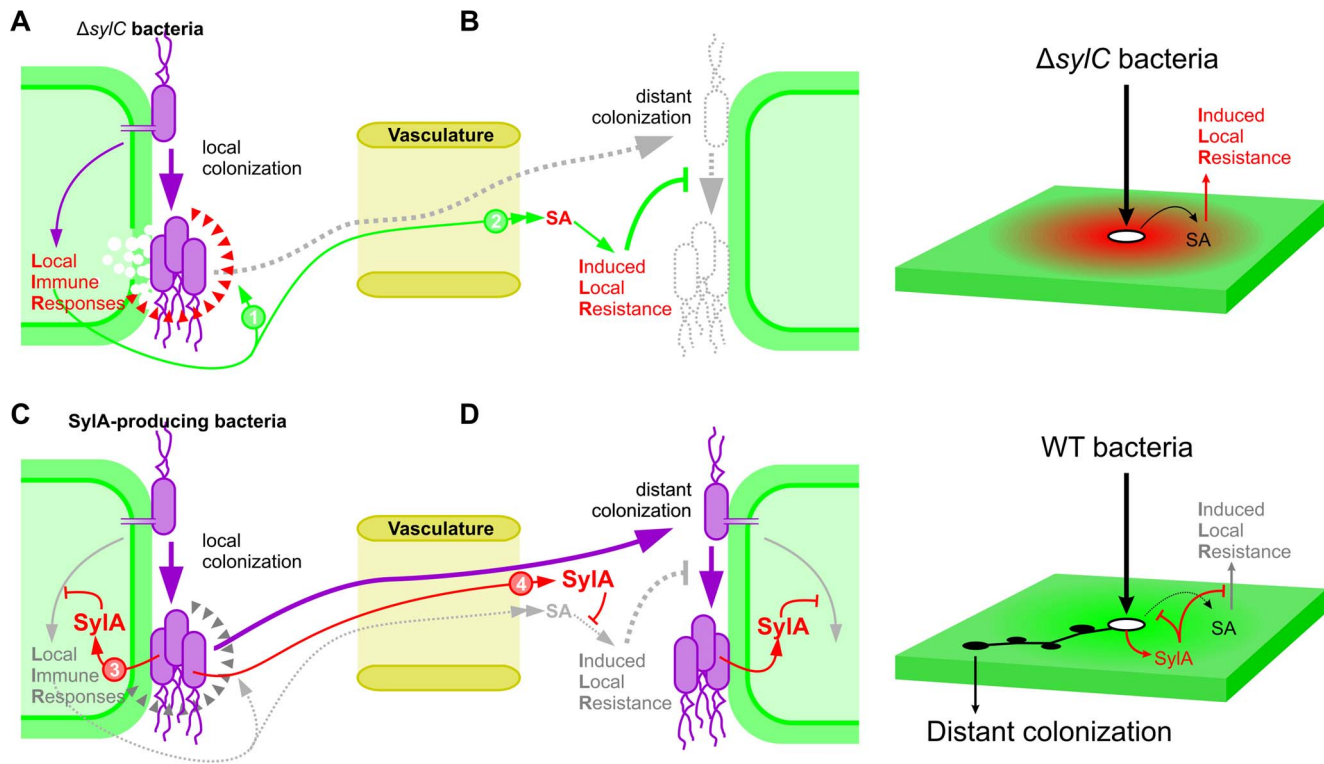 A
ΔsylC bacteria
local
colonization
Local
Immune
Responses
1
Vasculature
2
SA
B
distant
colonization
Induced
Local
Resistance
ΔsylC bacteria
Induced
Local
Resistance
SA
C
SylA-producing bacteria
local
colonization
SylA
3
Local
Immune
Responses
Vasculature
4
SylA
SA
D
distant
colonization
Induced
Local
Resistance
SylA
WT bacteria
Induced
Local
Resistance
SA
SylA
Distant colonization